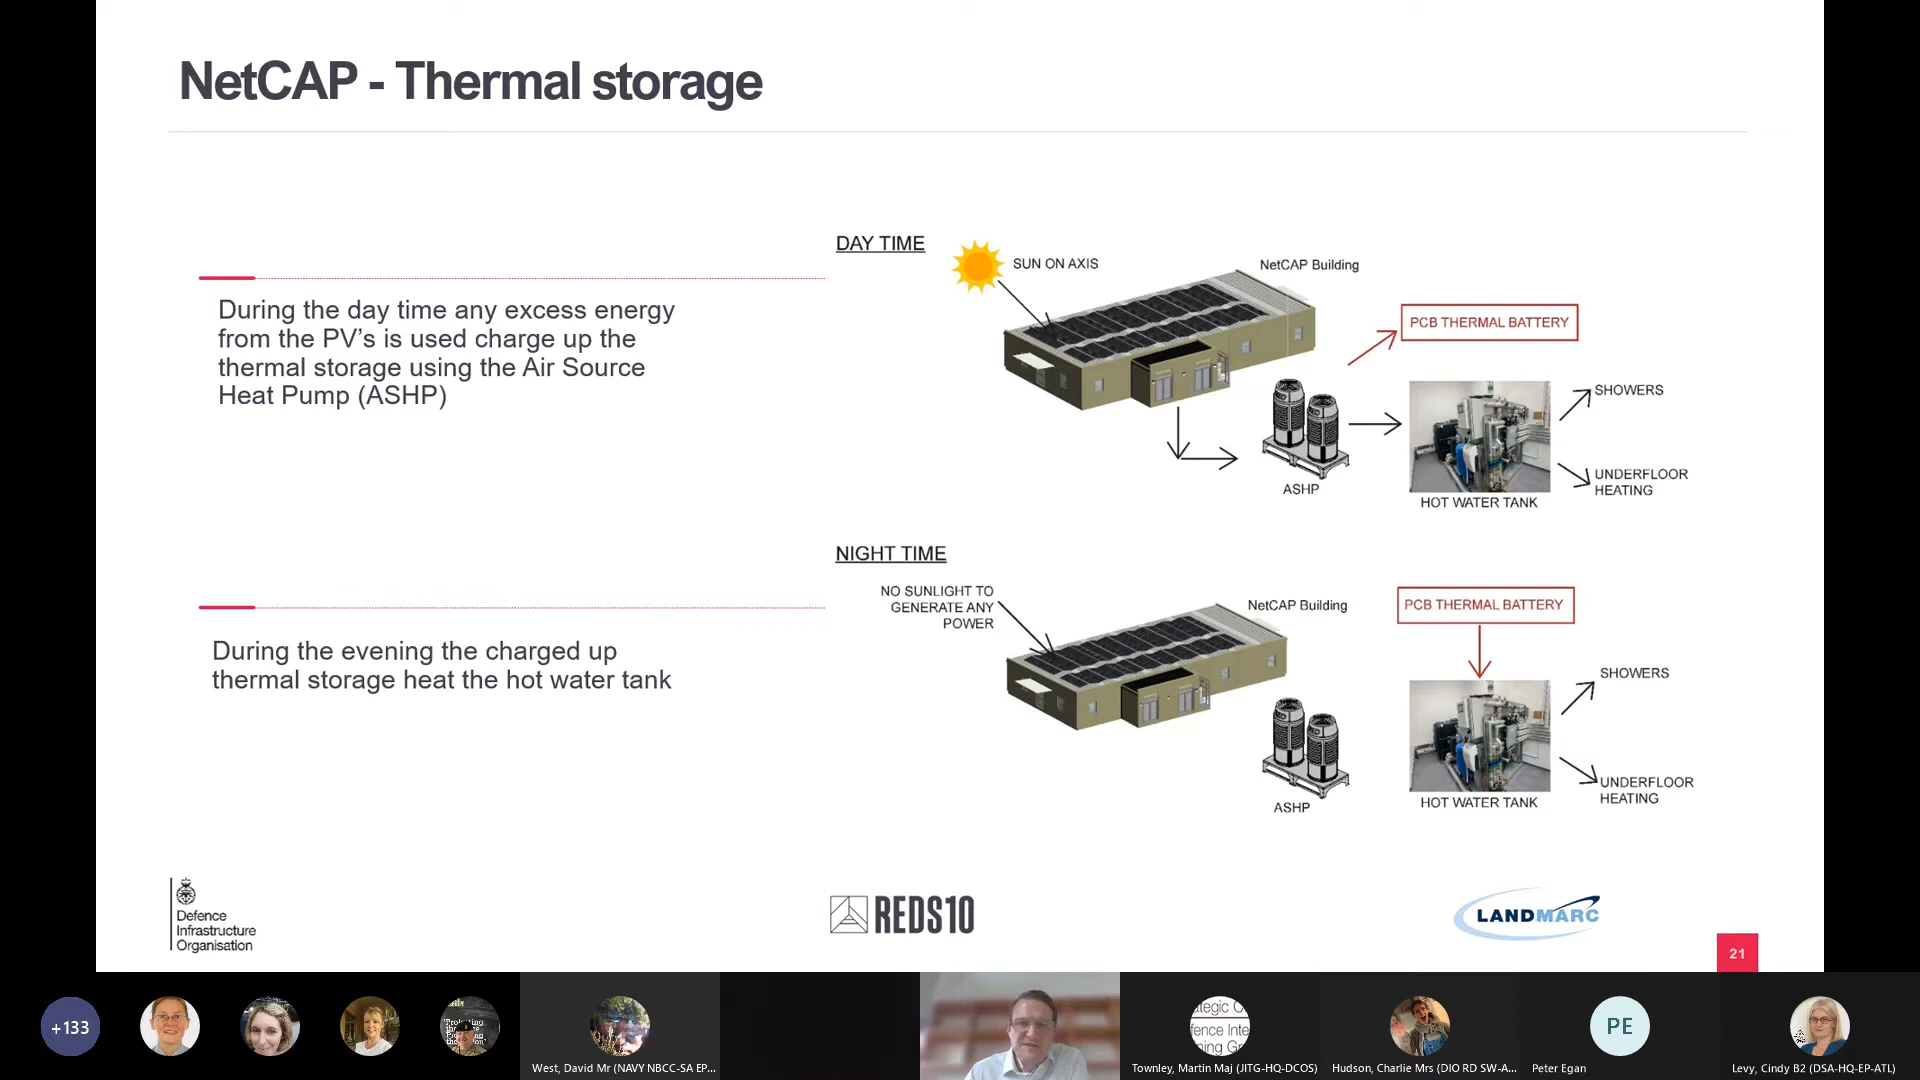 NetCAP - Thermal storage
During the day time any excess energy
from the PV's is used charge up the
thermal storage using the Air Source
Heat Pump (ASHP)
DAY TIME
SUN ON AXIS
NetCAP Building
PCB THERMAL BATTERY
SHOWERS
UNDERFLOOR
HEATING
ASHP
HOT WATER TANK
During the evening the charged up
thermal storage heat the hot water tank
NIGHT TIME
NO SUNLIGHT TO
GENERATE ANY
POWER
NetCAP Building
PCB THERMAL BATTERY
SHOWERS
UNDERFLOOR
HEATING
ASHP
HOT WATER TANK
Defence
Infrastructure
Organisation
REDS10
LANDMARC
21
+133
West, David Mr (NAVY NBCC-SA EP...
ategic C
fence Inte
ning Gr
Townley, Martin Maj (JITG-HQ-DCOS)
Hudson, Charlie Mrs (DIO RD SW-A...
PE
Peter Egan
Levy, Cindy B2 (DSA-HQ-EP-ATL)